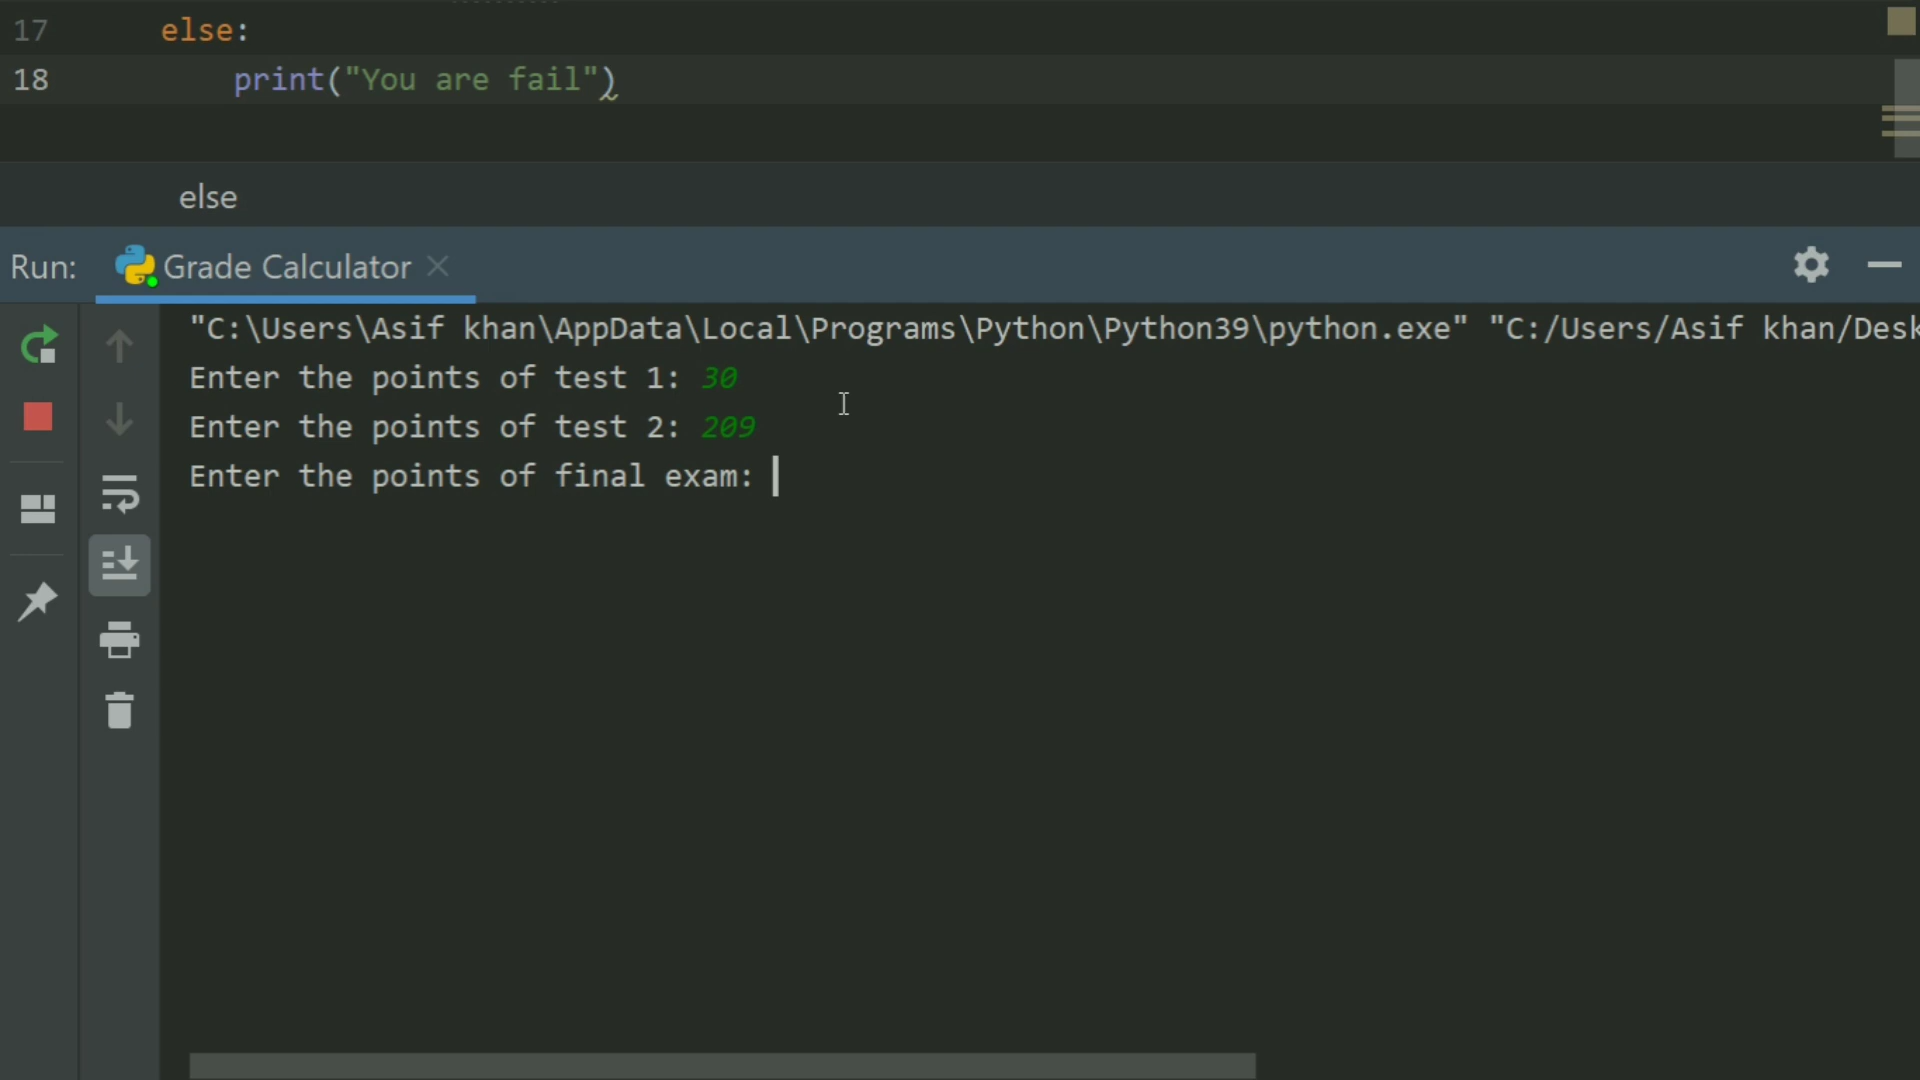 17 else:
18 print("You are fail")
else
Run: Grade Calculator
"C:\Users\Asif khan\AppData\Local\Programs\Python\Python39\python.exe" "C:/Users/Asif khan/Desk
Enter the points of test 1: 30
Enter the points of test 2: 209
Enter the points of final exam: